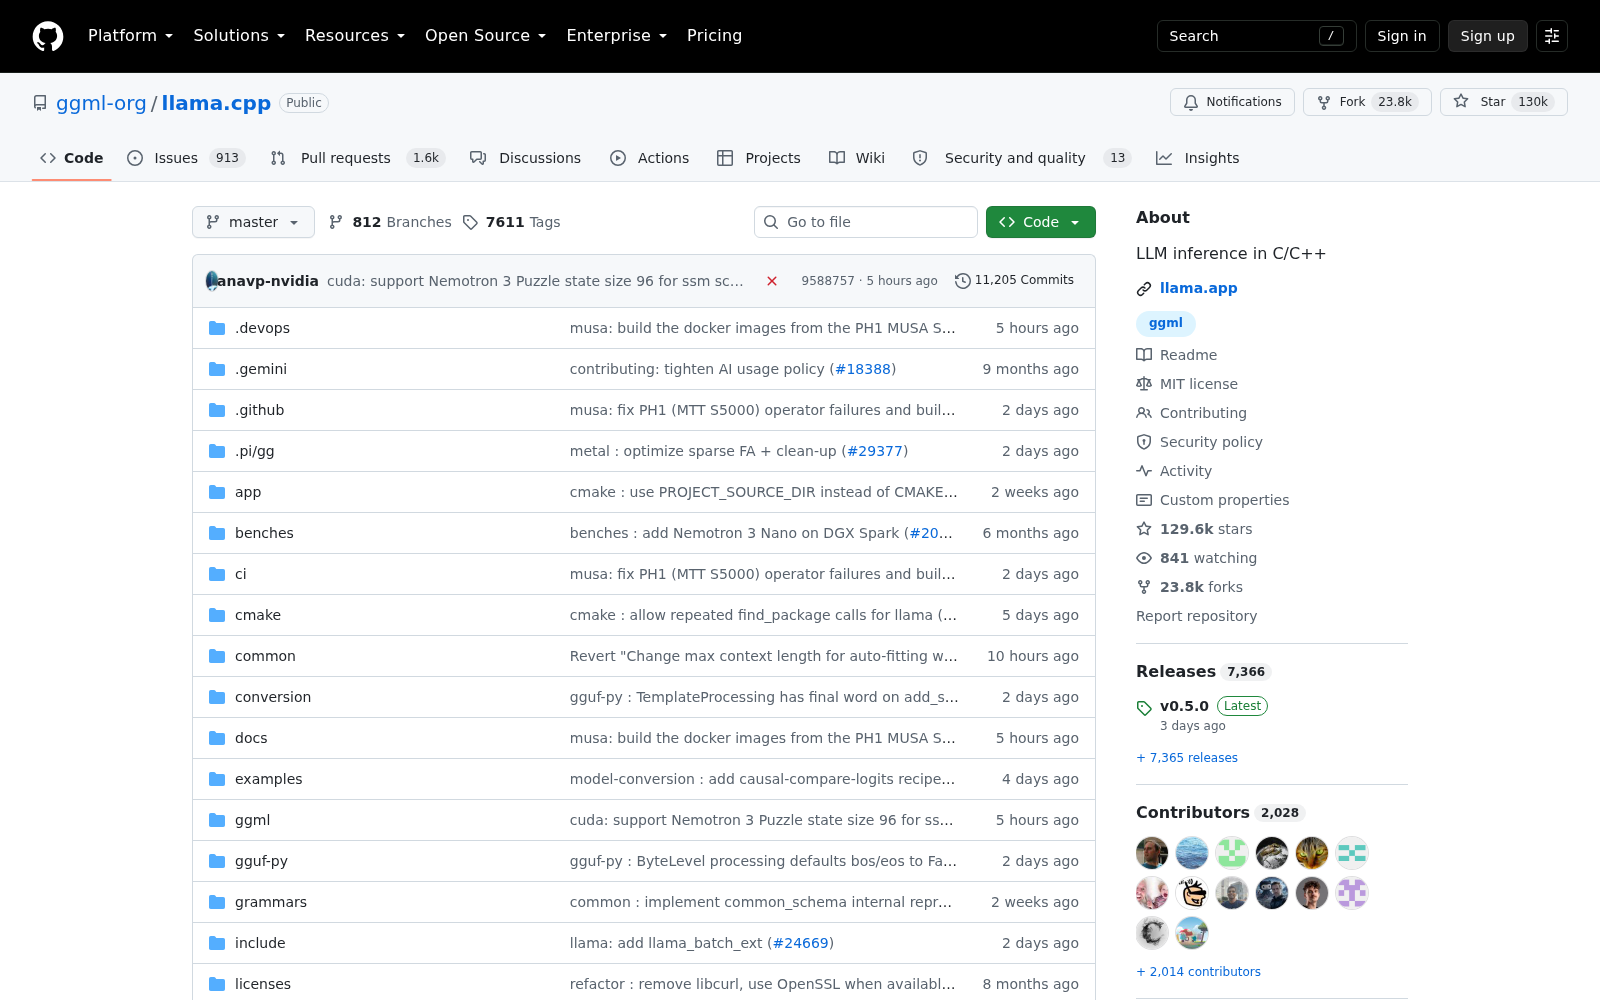 Platform Solutions Resources Open Source Enterprise Pricing Search / Sign in Sign up
ggml-org / llama.cpp Public Notifications Fork 23.8k Star 130k
Code Issues 913 Pull requests 1.6k Discussions Actions Projects Wiki Security and quality 13 Insights
master 812 Branches 7611 Tags Go to file Code
anavp-nvidia cuda: support Nemotron 3 Puzzle state size 96 for ssm sc... 9588757 · 5 hours ago 11,205 Commits
.devops musa: build the docker images from the PH1 MUSA S... 5 hours ago
.gemini contributing: tighten AI usage policy (#18388) 9 months ago
.github musa: fix PH1 (MTT S5000) operator failures and buil... 2 days ago
.pi/gg metal : optimize sparse FA + clean-up (#29377) 2 days ago
app cmake : use PROJECT_SOURCE_DIR instead of CMAKE... 2 weeks ago
benches benches : add Nemotron 3 Nano on DGX Spark (#20... 6 months ago
ci musa: fix PH1 (MTT S5000) operator failures and buil... 2 days ago
cmake cmake : allow repeated find_package calls for llama (... 5 days ago
common Revert "Change max context length for auto-fitting w... 10 hours ago
conversion gguf-py : TemplateProcessing has final word on add_s... 2 days ago
docs musa: build the docker images from the PH1 MUSA S... 5 hours ago
examples model-conversion : add causal-compare-logits recipe... 4 days ago
ggml cuda: support Nemotron 3 Puzzle state size 96 for ss... 5 hours ago
gguf-py gguf-py : ByteLevel processing defaults bos/eos to Fa... 2 days ago
grammars common : implement common_schema internal repr... 2 weeks ago
include llama: add llama_batch_ext (#24669) 2 days ago
licenses refactor : remove libcurl, use OpenSSL when availabl... 8 months ago
About
LLM inference in C/C++
llama.app
ggml
Readme
MIT license
Contributing
Security policy
Activity
Custom properties
129.6k stars
841 watching
23.8k forks
Report repository
Releases 7,366
v0.5.0 Latest
3 days ago
+ 7,365 releases
Contributors 2,028
+ 2,014 contributors